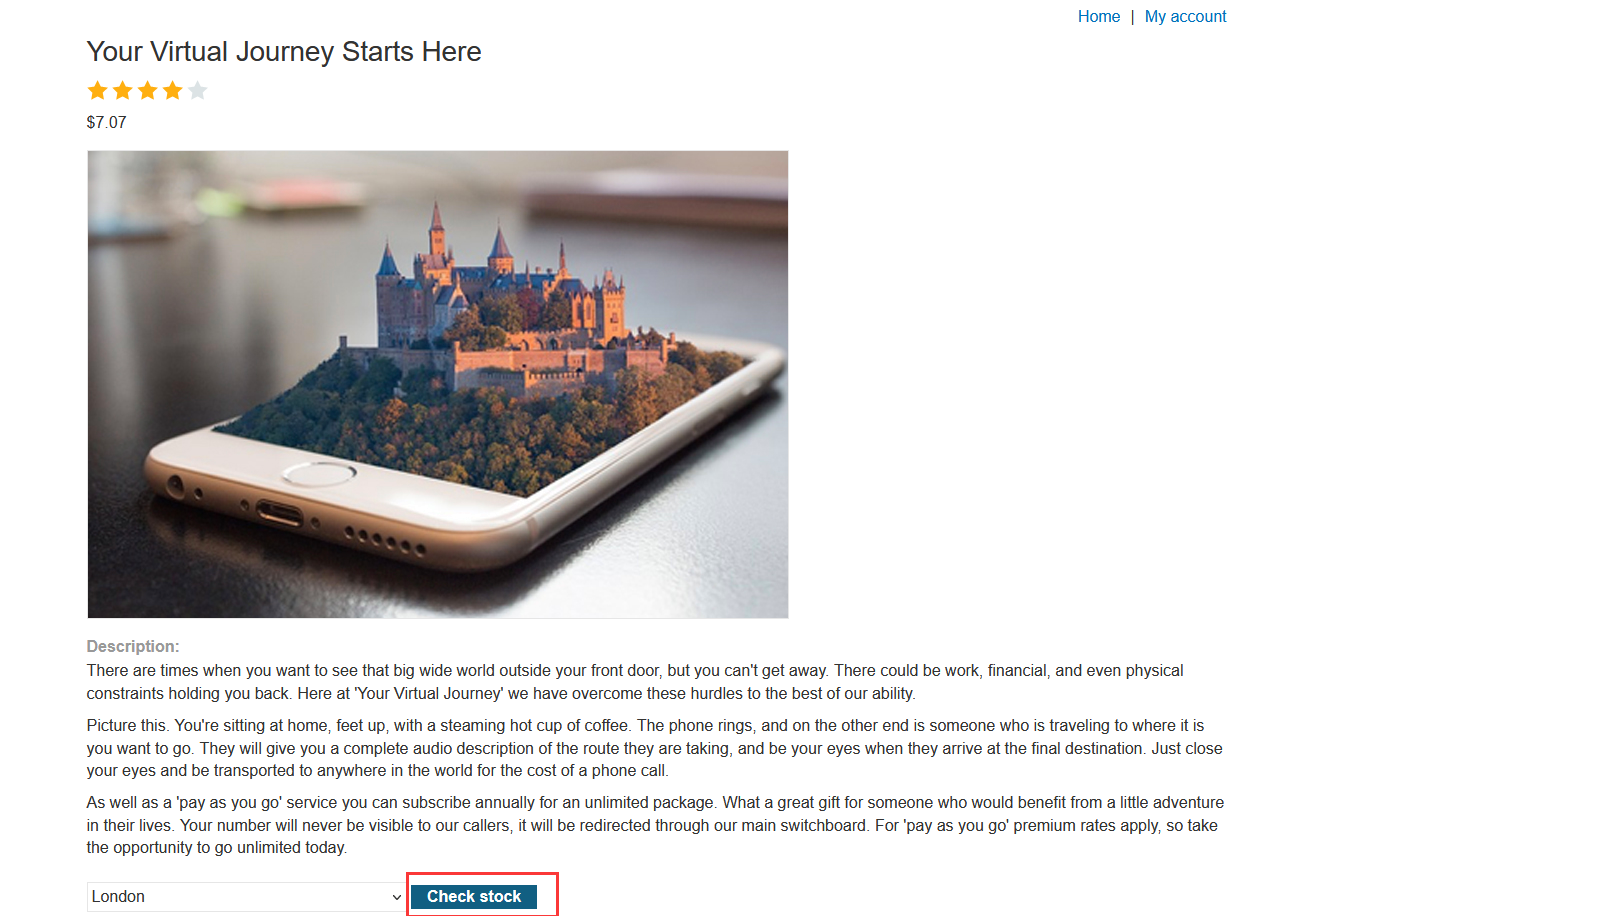 Home | My account
Your Virtual Journey Starts Here
$7.07
Description:
There are times when you want to see that big wide world outside your front door, but you can't get away. There could be work, financial, and even physical
constraints holding you back. Here at 'Your Virtual Journey' we have overcome these hurdles to the best of our ability.
Picture this. You're sitting at home, feet up, with a steaming hot cup of coffee. The phone rings, and on the other end is someone who is traveling to where it is
you want to go. They will give you a complete audio description of the route they are taking, and be your eyes when they arrive at the final destination. Just close
your eyes and be transported to anywhere in the world for the cost of a phone call.
As well as a 'pay as you go' service you can subscribe annually for an unlimited package. What a great gift for someone who would benefit from a little adventure
in their lives. Your number will never be visible to our callers, it will be redirected through our main switchboard. For 'pay as you go' premium rates apply, so take
the opportunity to go unlimited today.
London Check stock